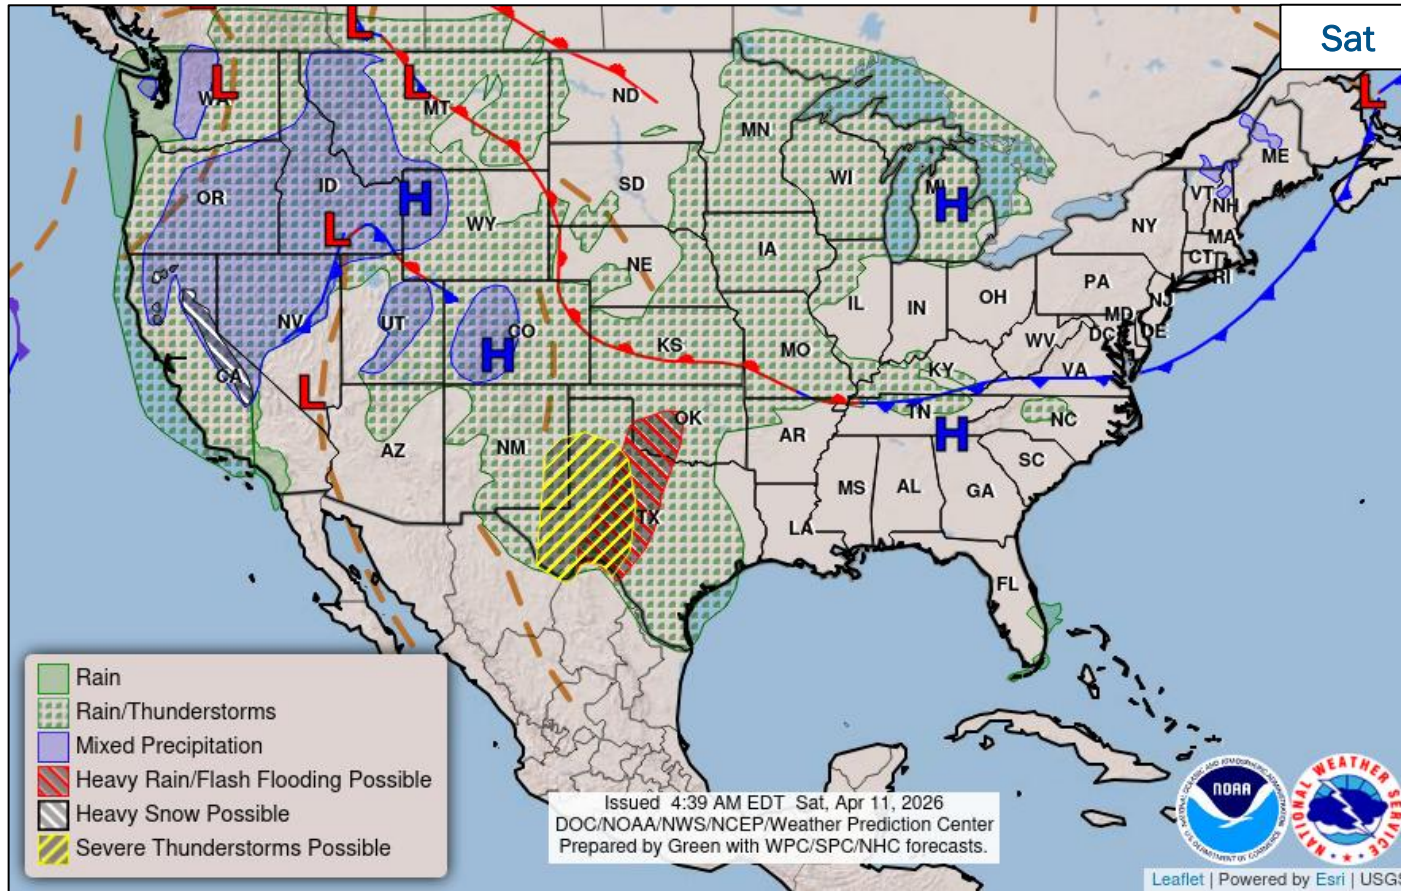 Sat
L
L
L
ND
MT
MN
WA
L
ME
WI
MI
H
SD
ID
H
OR
VT
NH
WY
NY
MA
L
CT
RI
IA
NE
PA
OH
NJ
IL
IN
MD
DE
DC
NV
UT
CO
WV
H
KS
MO
KY
VA
CA
L
TN
NC
OK
AR
H
NM
AZ
SC
MS
AL
GA
TX
LA
FL
Rain
Rain/Thunderstorms
Mixed Precipitation
Heavy Rain/Flash Flooding Possible
Heavy Snow Possible
Severe Thunderstorms Possible
Issued 4:39 AM EDT Sat, Apr 11, 2026
DOC/NOAA/NWS/NCEP/Weather Prediction Center
Prepared by Green with WPC/SPC/NHC forecasts.
NOAA
NATIONAL WEATHER SERVICE
Leaflet | Powered by Esri | USGS